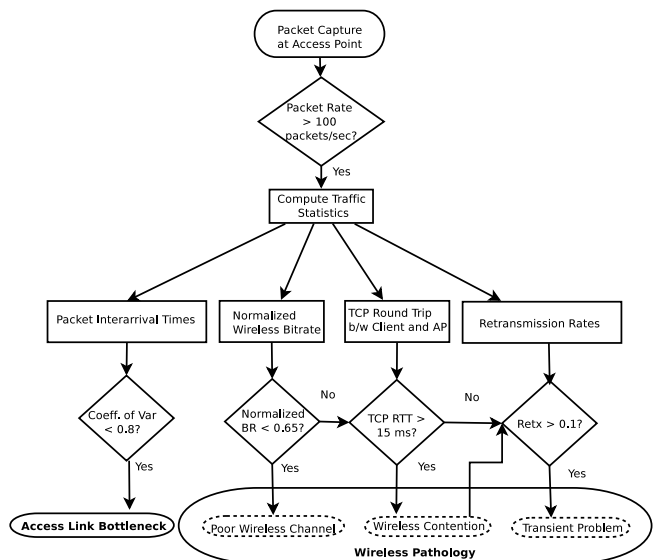 Packet Capture
at Access Point
Packet Rate
> 100
packets/sec?
Yes
Compute Traffic
Statistics
Packet Interarrival Times
Normalized
Wireless Bitrate
TCP Round Trip
b/w Client and AP
Retransmission Rates
Coeff. of Var
< 0.8?
Normalized
BR < 0.65?
No
TCP RTT >
15 ms?
No
Retx > 0.1?
Yes
Yes
Yes
Yes
Access Link Bottleneck
Poor Wireless Channel
Wireless Contention
Transient Problem
Wireless Pathology